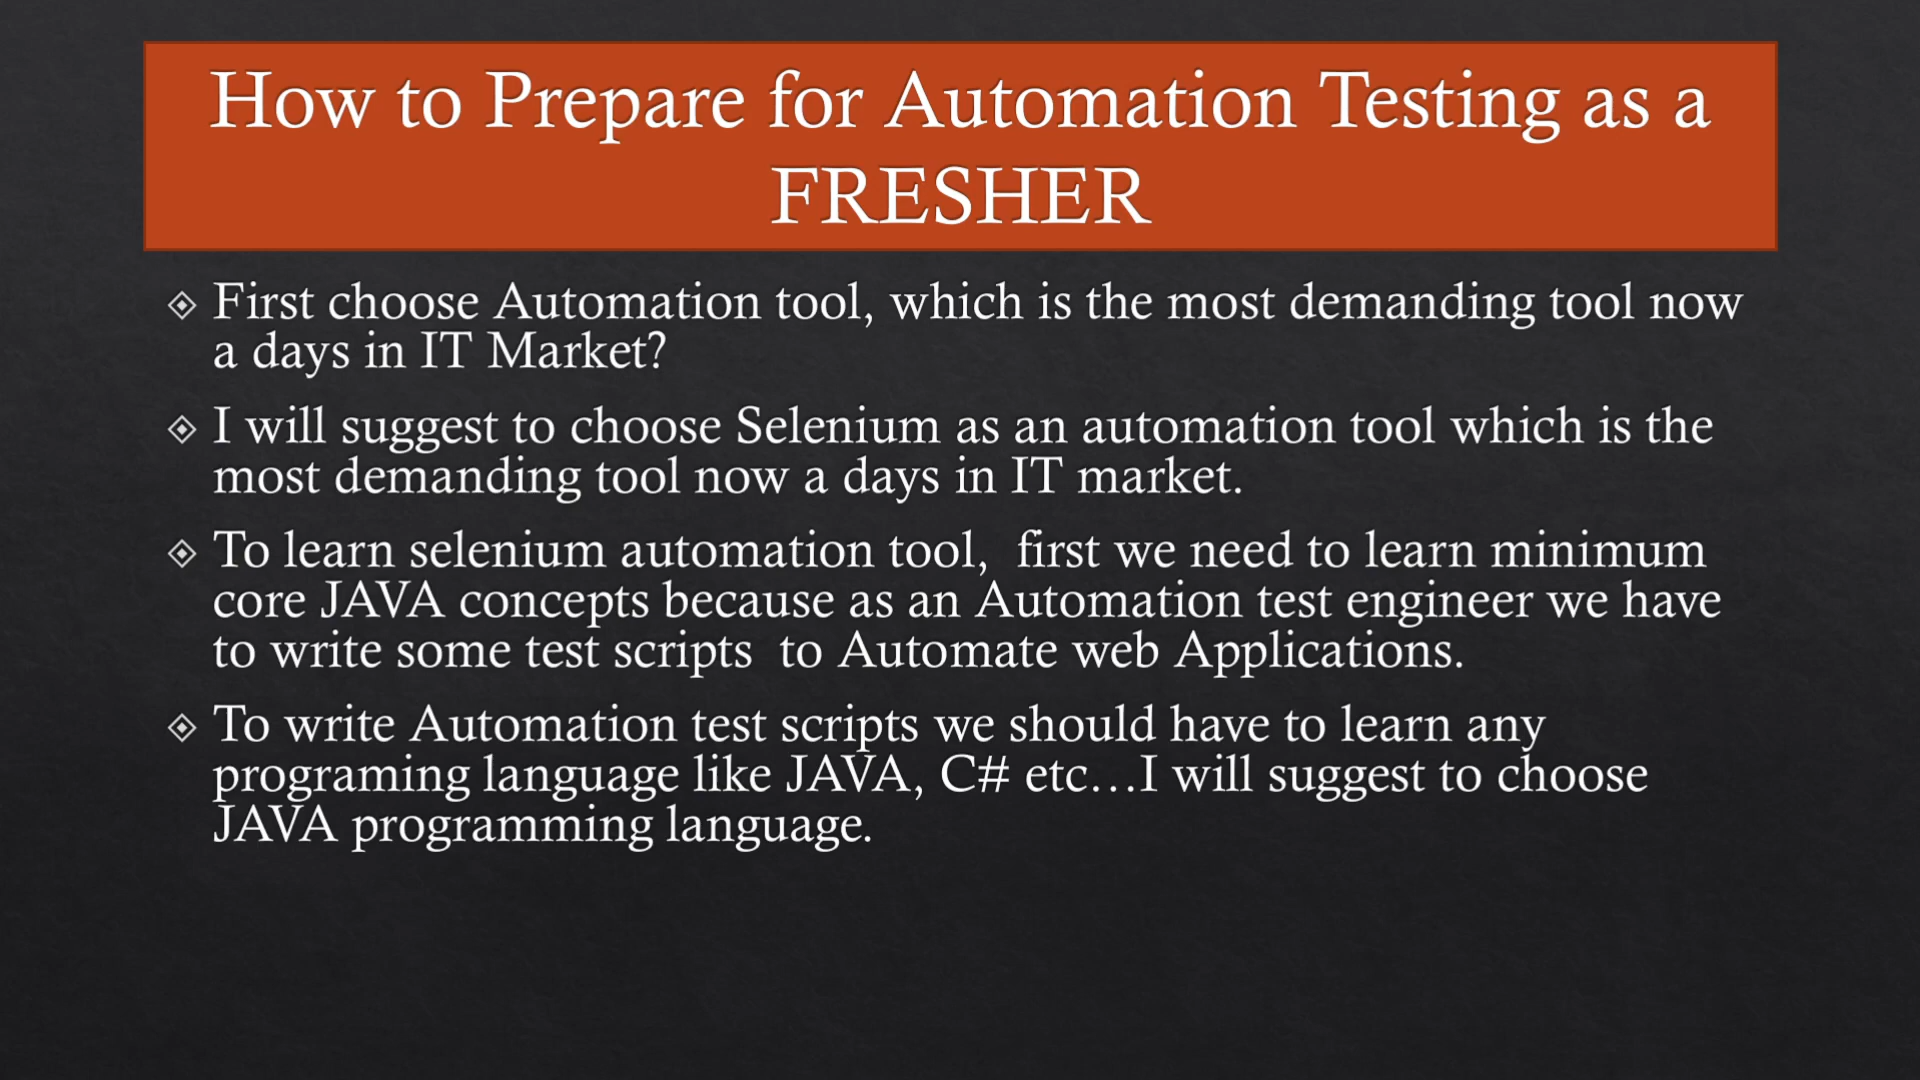 How to Prepare for Automation Testing as a
FRESHER
First choose Automation tool, which is the most demanding tool now
a days in IT Market?
I will suggest to choose Selenium as an automation tool which is the
most demanding tool now a days in IT market.
To learn selenium automation tool,  first we need to learn minimum
core JAVA concepts because as an Automation test engineer we have
to write some test scripts  to Automate web Applications.
To write Automation test scripts we should have to learn any
programing language like JAVA, C# etc…I will suggest to choose
JAVA programming language.